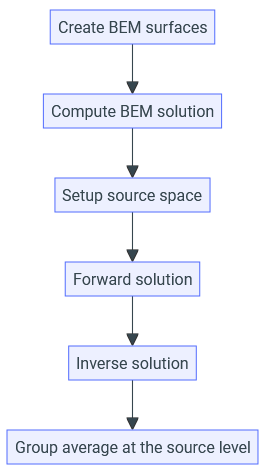 Create BEM surfaces
Compute BEM solution
Setup source space
Forward solution
Inverse solution
Group average at the source level